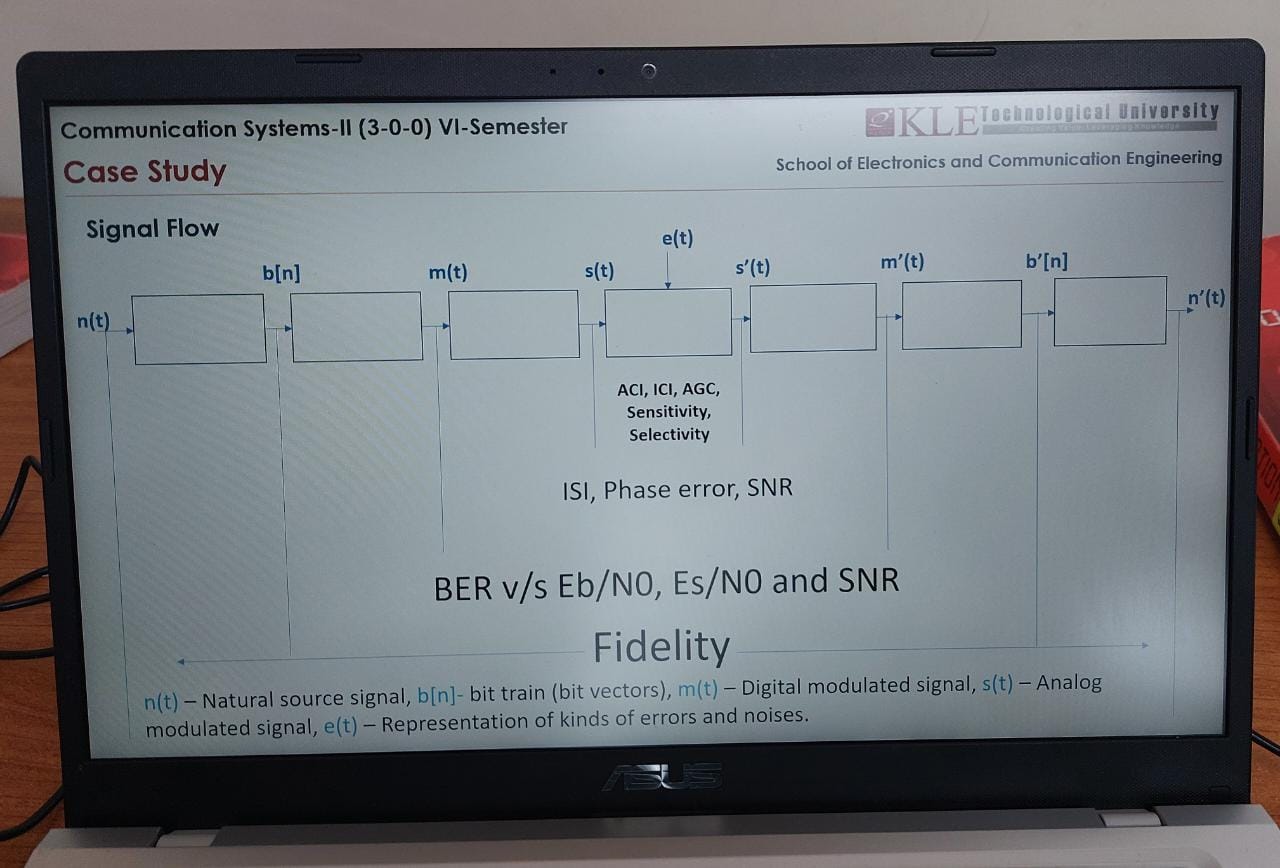 Communication Systems-II (3-0-0) VI-Semester
KLE Technological University
Case Study
School of Electronics and Communication Engineering
Signal Flow
e(t)
b[n]
m(t)
s(t)
s'(t)
m'(t)
b'[n]
n(t)
n'(t)
ACI, ICI, AGC,
Sensitivity,
Selectivity
ISI, Phase error, SNR
BER v/s Eb/N0, Es/N0 and SNR
Fidelity
n(t) – Natural source signal, b[n]- bit train (bit vectors), m(t) – Digital modulated signal, s(t) – Analog
modulated signal, e(t) – Representation of kinds of errors and noises.
ASUS